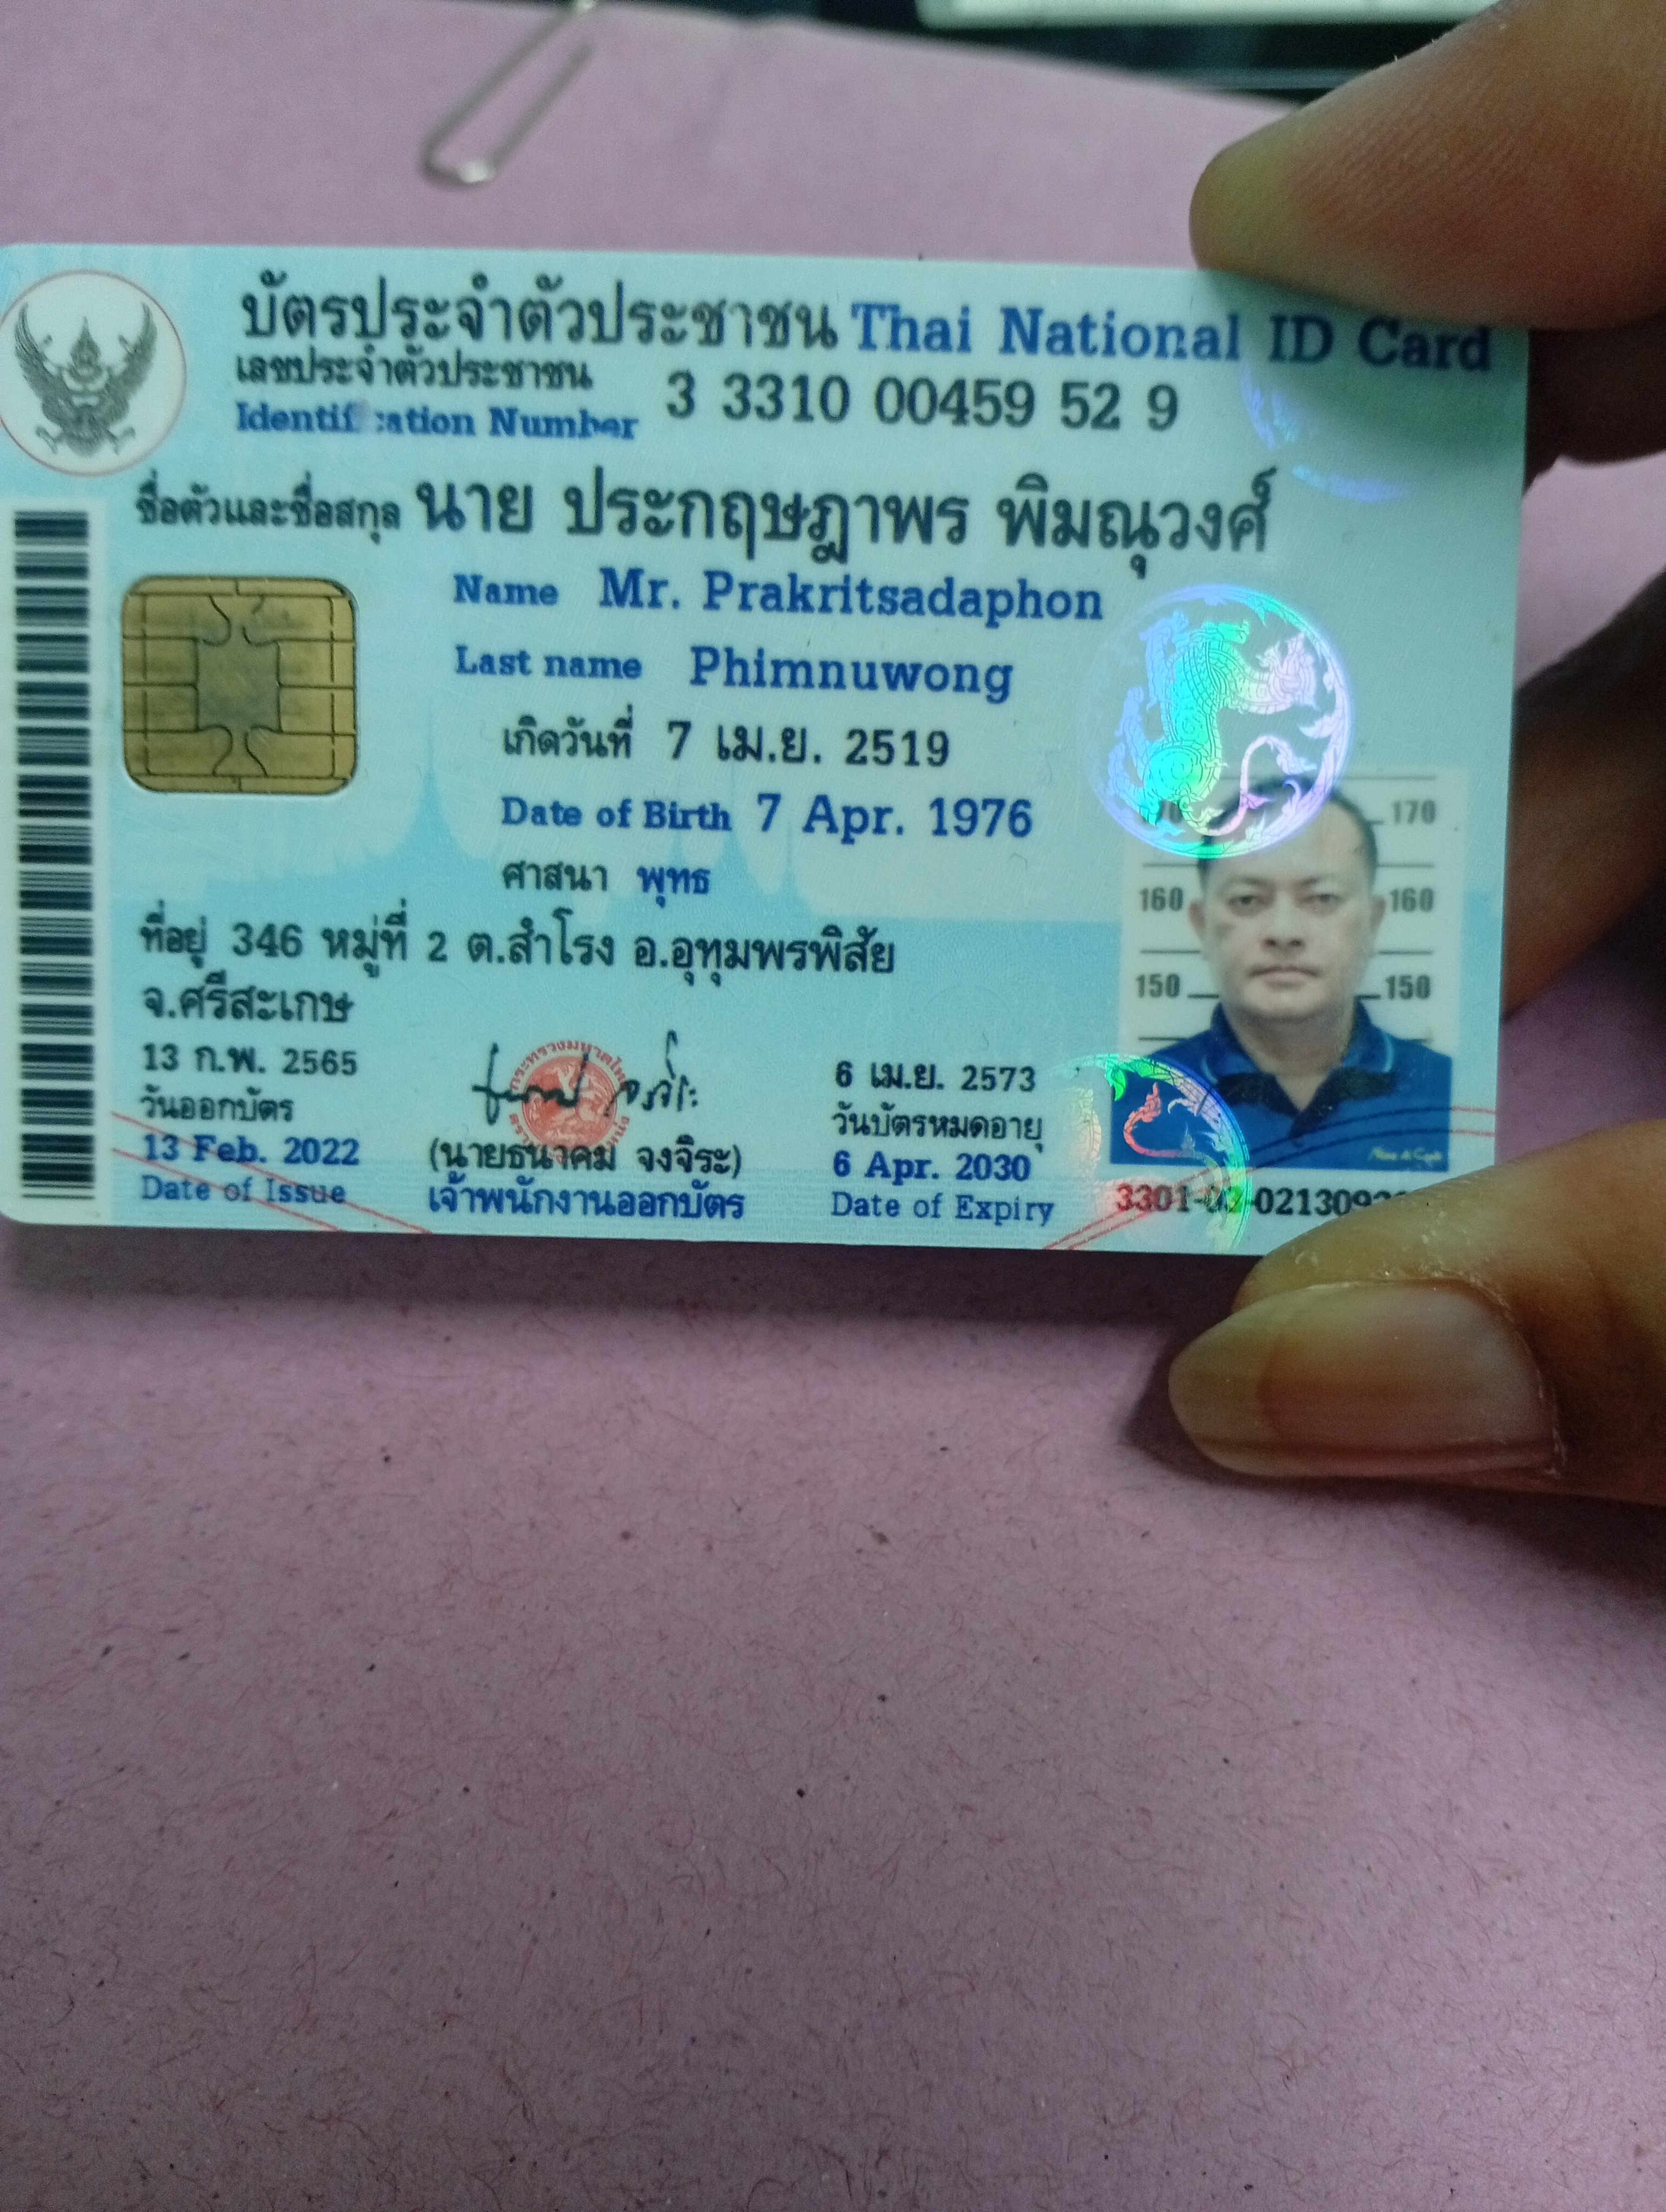 บัตรประจำตัวประชาชน Thai National ID Card
เลขประจำตัวประชาชน
Identification Number 3 3310 00459 52 9
ชื่อตัวและชื่อสกุล นาย ประกฤษฎาพร พิมณุวงศ์
Name Mr. Prakritsadaphon
Last name Phimnuwong
เกิดวันที่ 7 เม.ย. 2519
Date of Birth 7 Apr. 1976
ศาสนา พุทธ
ที่อยู่ 346 หมู่ที่ 2 ต.สำโรง อ.อุทุมพรพิสัย
จ.ศรีสะเกษ
170
160 160
150 150
13 ก.พ. 2565
วันออกบัตร
13 Feb. 2022
Date of Issue
(นายธนาคม จงจิระ)
เจ้าพนักงานออกบัตร
6 เม.ย. 2573
วันบัตรหมดอายุ
6 Apr. 2030
Date of Expiry